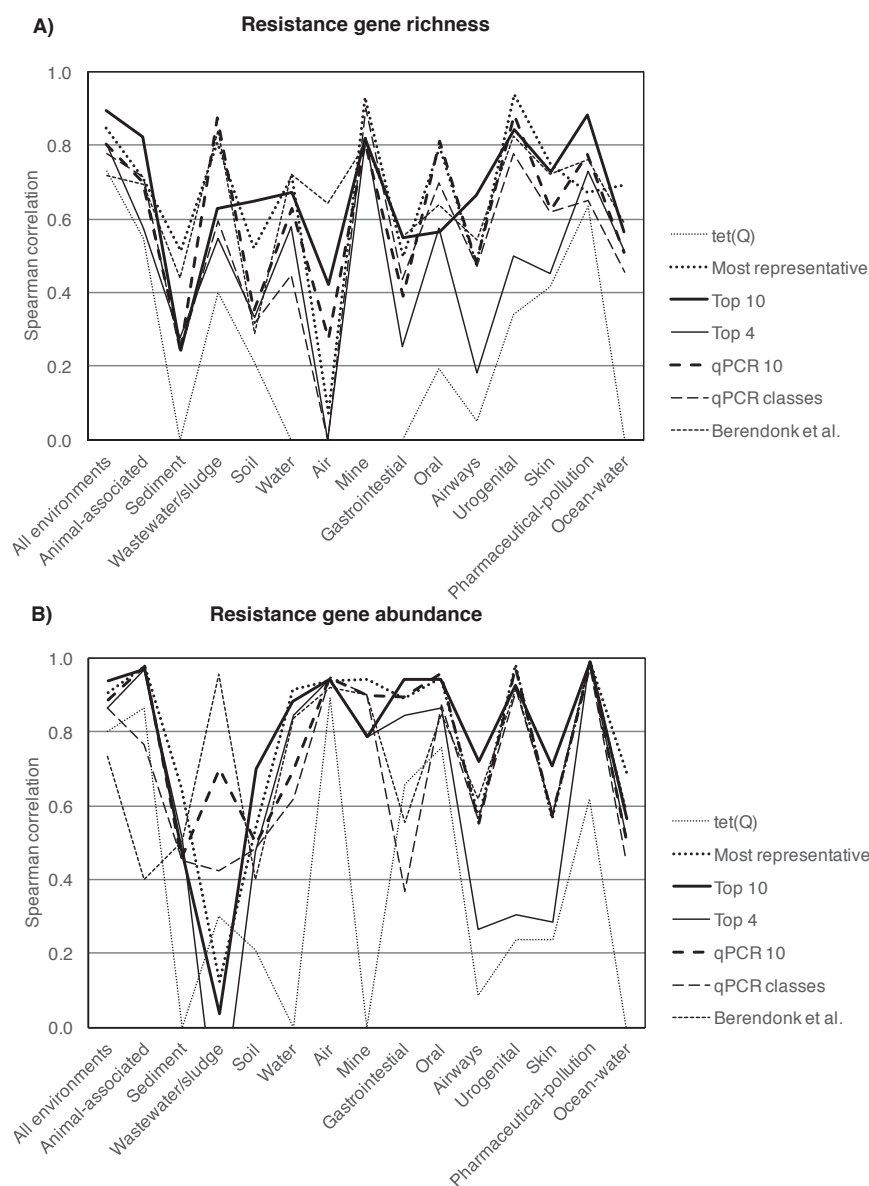 A)
Resistance gene richness
Spearman correlation
1.0
0.8
0.6
0.4
0.2
0.0
All environments
Animal-associated
Sediment
Wastewater/sludge
Soil
Water
Air
Mine
Gastrointestial
Oral
Airways
Urogenital
Skin
Pharmaceutical-pollution
Ocean-water
tet(Q)
Most representative
Top 10
Top 4
qPCR 10
qPCR classes
Berendonk et al.
B)
Resistance gene abundance
Spearman correlation
1.0
0.8
0.6
0.4
0.2
0.0
All environments
Animal-associated
Sediment
Wastewater/sludge
Soil
Water
Air
Mine
Gastrointestial
Oral
Airways
Urogenital
Skin
Pharmaceutical-pollution
Ocean-water
tet(Q)
Most representative
Top 10
Top 4
qPCR 10
qPCR classes
Berendonk et al.